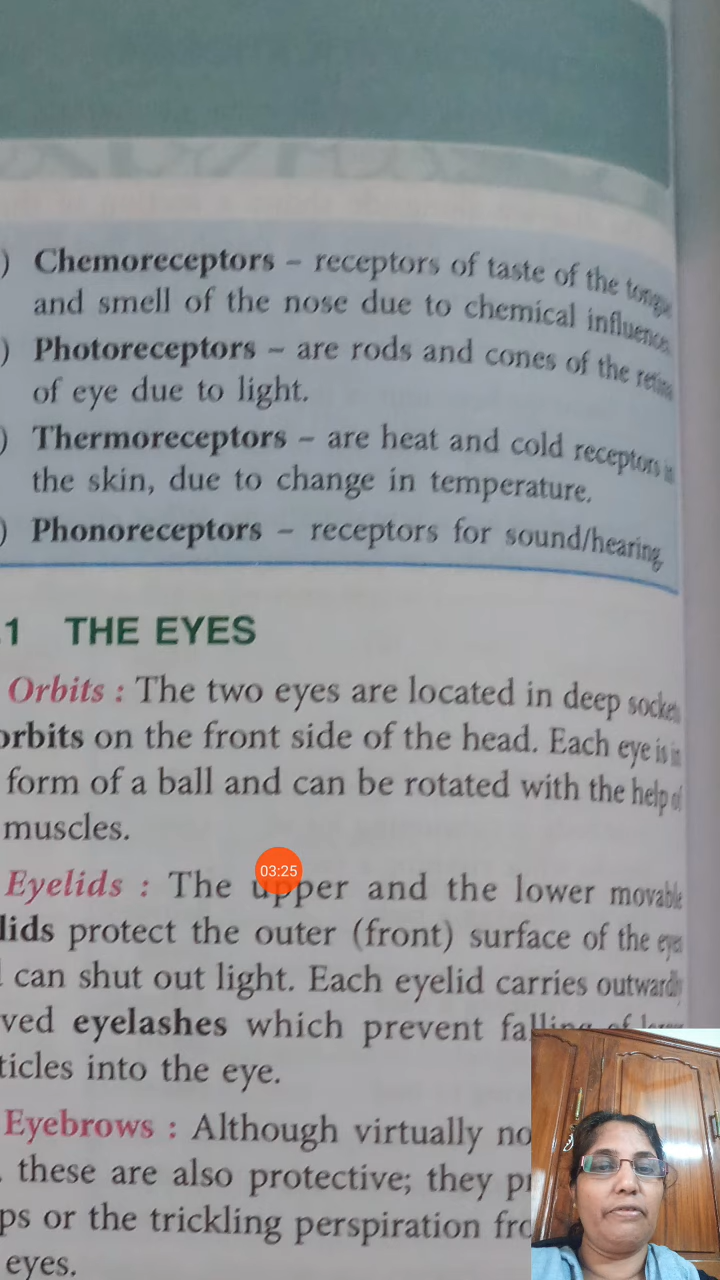 ) Chemoreceptors – receptors of taste of the tongue
and smell of the nose due to chemical influence.
) Photoreceptors – are rods and cones of the retina
of eye due to light.
) Thermoreceptors – are heat and cold receptors in
the skin, due to change in temperature.
) Phonoreceptors – receptors for sound/hearing.
.1 THE EYES
Orbits : The two eyes are located in deep sockets
orbits on the front side of the head. Each eye is in
form of a ball and can be rotated with the help of
muscles.
03:25
Eyelids : The upper and the lower movable
lids protect the outer (front) surface of the eyes
can shut out light. Each eyelid carries outwardly
ved eyelashes which prevent falling of
ticles into the eye.
Eyebrows : Although virtually no
these are also protective; they pr
ps or the trickling perspiration fro
eyes.